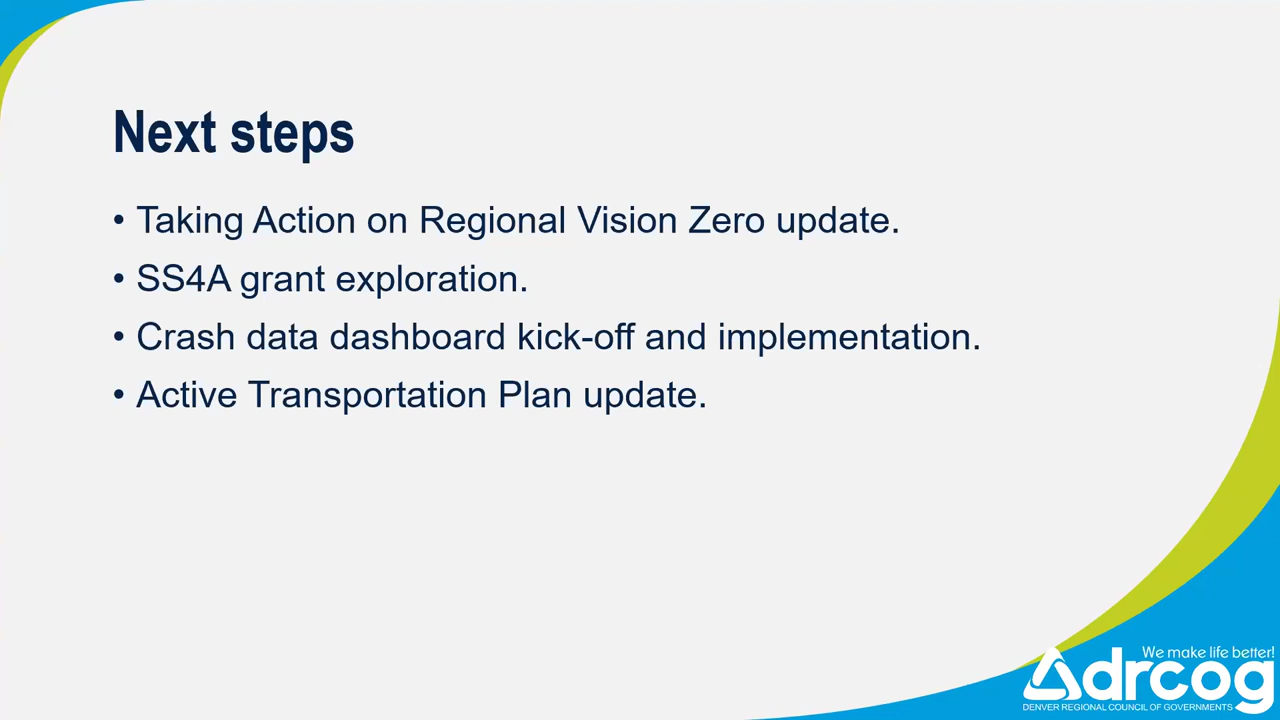 Next steps
• Taking Action on Regional Vision Zero update.
• SS4A grant exploration.
• Crash data dashboard kick-off and implementation.
• Active Transportation Plan update.
We make life better!
drcog
DENVER REGIONAL COUNCIL OF GOVERNMENTS